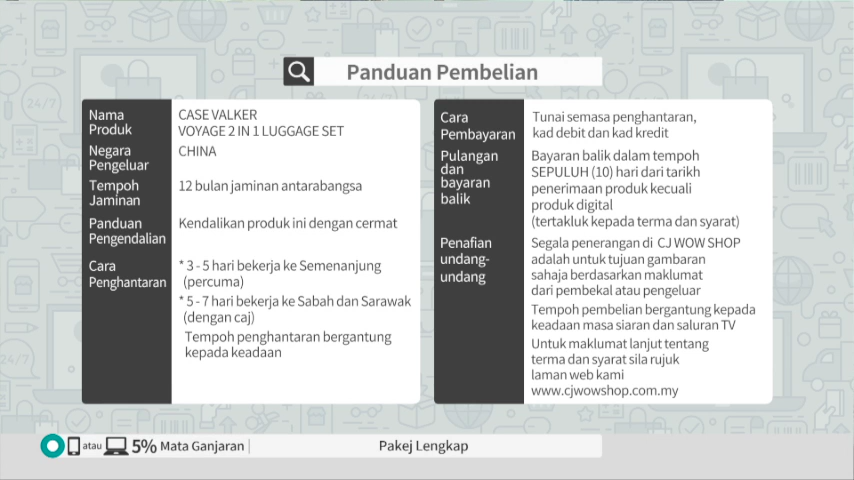 Panduan Pembelian
Nama
Produk
CASE VALKER
VOYAGE 2 IN 1 LUGGAGE SET
Negara
Pengeluar
CHINA
Tempoh
Jaminan
12 bulan jaminan antarabangsa
Panduan
Pengendalian
Kendalikan produk ini dengan cermat
Cara
Penghantaran
* 3 - 5 hari bekerja ke Semenanjung
(percuma)
* 5 - 7 hari bekerja ke Sabah dan Sarawak
(dengan caj)
Tempoh penghantaran bergantung
kepada keadaan
Cara
Pembayaran
Tunai semasa penghantaran,
kad debit dan kad kredit
Pulangan
dan
bayaran
balik
Bayaran balik dalam tempoh
SEPULUH (10) hari dari tarikh
penerimaan produk kecuali
produk digital
(tertakluk kepada terma dan syarat)
Penafian
undang-
undang
Segala penerangan di CJ WOW SHOP
adalah untuk tujuan gambaran
sahaja berdasarkan maklumat
dari pembekal atau pengeluar
Tempoh pembelian bergantung kepada
keadaan masa siaran dan saluran TV
Untuk maklumat lanjut tentang
terma dan syarat sila rujuk
laman web kami
www.cjwowshop.com.my
atau 5% Mata Ganjaran
Pakej Lengkap
24/7
24/7